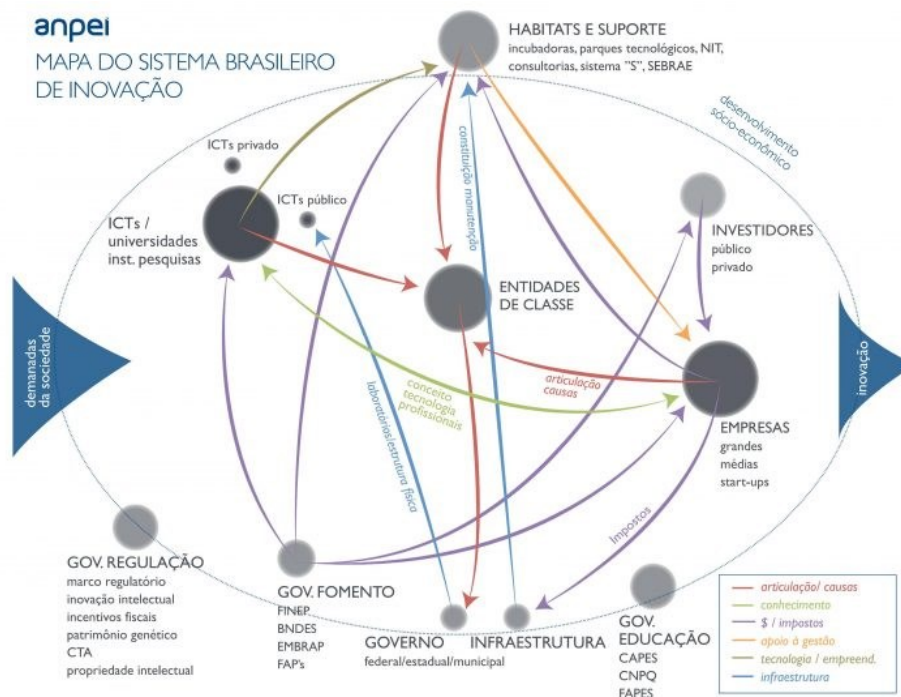 anpei
MAPA DO SISTEMA BRASILEIRO
DE INOVAÇÃO
HABITATS E SUPORTE
incubadoras, parques tecnológicos, NIT,
consultorias, sistema "S", SEBRAE
desenvolvimento
sócio-econômico
ICTs privado
ICTs público
ICTs /
universidades
inst. pesquisas
constituição manutenção
INVESTIDORES
público
privado
ENTIDADES
DE CLASSE
demanadas
da sociedade
inovação
conceito
tecnologia
profissionais
articulação
causas
laboratórios/estrutura física
EMPRESAS
grandes
médias
start-ups
Impostos
GOV. REGULAÇÃO
marco regulatório
inovação intelectual
incentivos fiscais
patrimônio genético
CTA
propriedade intelectual
GOV. FOMENTO
FINEP
BNDES
EMBRAP
FAP's
GOVERNO
federal/estadual/municipal
INFRAESTRUTURA
GOV.
EDUCAÇÃO
CAPES
CNPQ
FAPES
articulação/ causas
conhecimento
$ / impostos
apoio à gestão
tecnologia / empreend.
infraestrutura